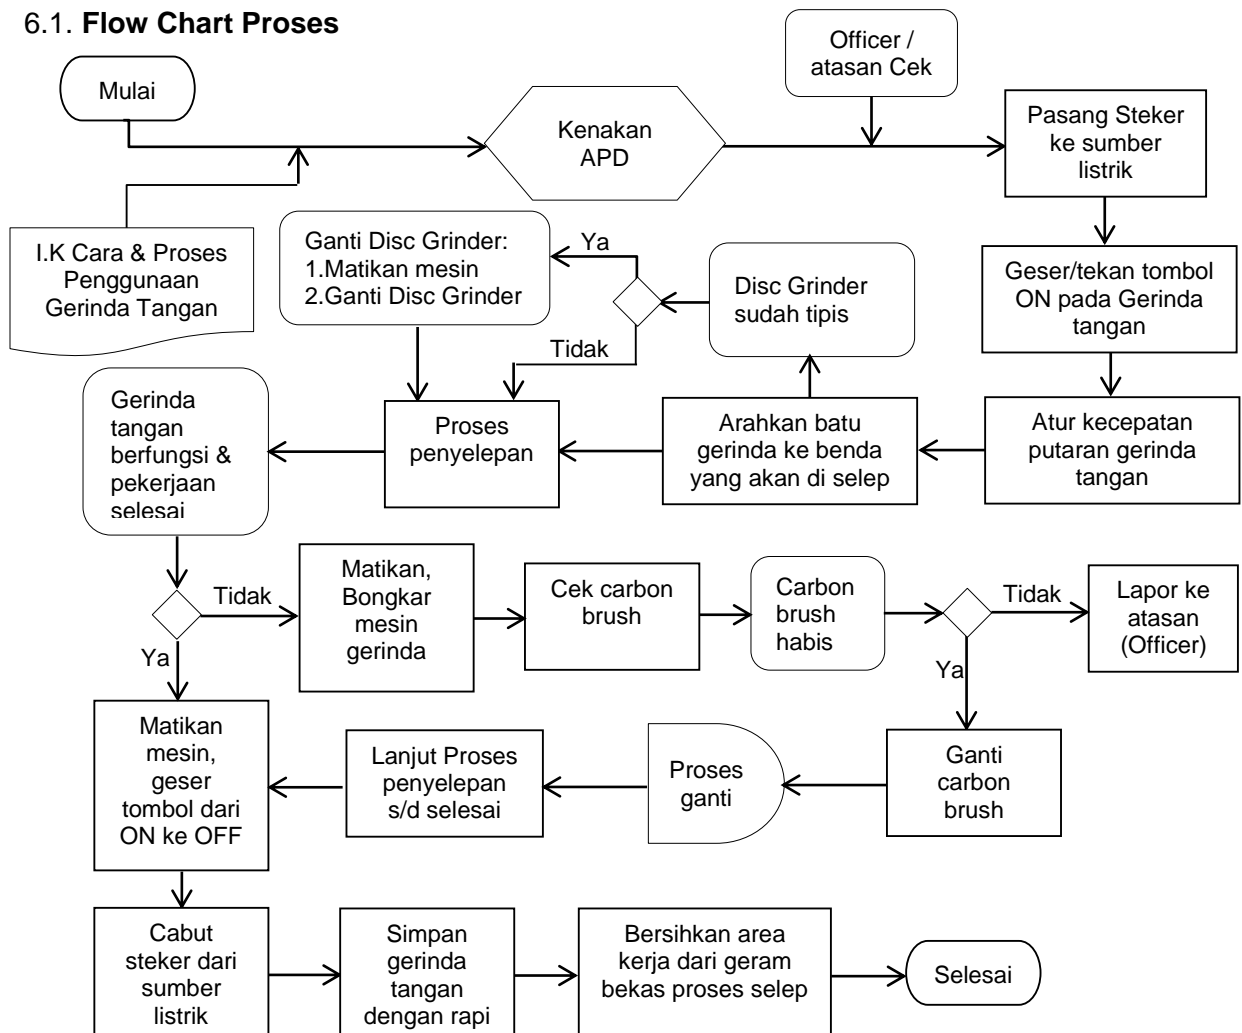 6.1. Flow Chart Proses
Mulai
Officer /
atasan Cek
Kenakan
APD
Pasang Steker
ke sumber
listrik
I.K Cara & Proses
Penggunaan
Gerinda Tangan
Ganti Disc Grinder:
1.Matikan mesin
2.Ganti Disc Grinder
Ya
Tidak
Disc Grinder
sudah tipis
Geser/tekan tombol
ON pada Gerinda
tangan
Gerinda
tangan
berfungsi &
pekerjaan
selesai
Proses
penyelepan
Arahkan batu
gerinda ke benda
yang akan di selep
Atur kecepatan
putaran gerinda
tangan
Tidak
Ya
Matikan,
Bongkar
mesin
gerinda
Cek carbon
brush
Carbon
brush
habis
Tidak
Ya
Lapor ke
atasan
(Officer)
Matikan
mesin,
geser
tombol dari
ON ke OFF
Lanjut Proses
penyelepan
s/d selesai
Proses
ganti
Ganti
carbon
brush
Cabut
steker dari
sumber
listrik
Simpan
gerinda
tangan
dengan rapi
Bersihkan area
kerja dari geram
bekas proses selep
Selesai